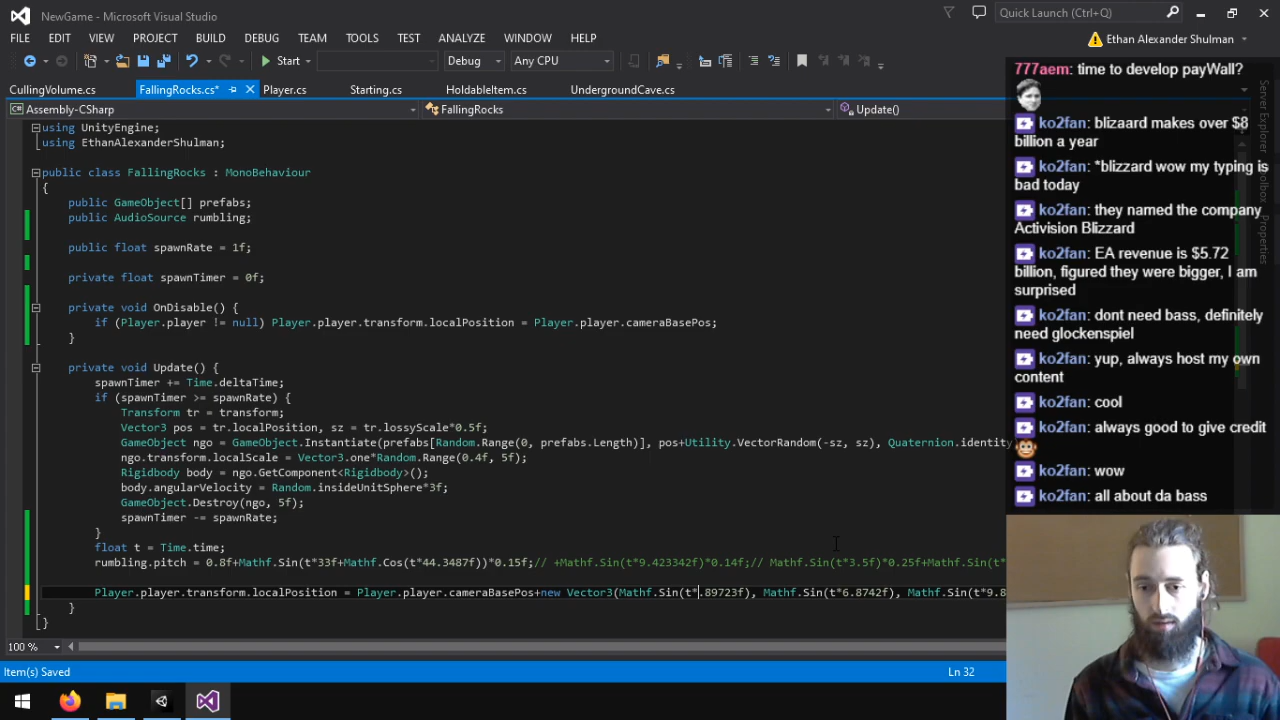 NewGame - Microsoft Visual Studio
Quick Launch (Ctrl+Q)
FILE EDIT VIEW PROJECT BUILD DEBUG TEAM TOOLS TEST ANALYZE WINDOW HELP
Ethan Alexander Shulman
Start Debug Any CPU
CullingVolume.cs FallingRocks.cs* Player.cs Starting.cs HoldableItem.cs UndergroundCave.cs
Assembly-CSharp FallingRocks Update()
using UnityEngine;
using EthanAlexanderShulman;
public class FallingRocks : MonoBehaviour
{
public GameObject[] prefabs;
public AudioSource rumbling;
public float spawnRate = 1f;
private float spawnTimer = 0f;
private void OnDisable() {
if (Player.player != null) Player.player.transform.localPosition = Player.player.cameraBasePos;
}
private void Update() {
spawnTimer += Time.deltaTime;
if (spawnTimer >= spawnRate) {
Transform tr = transform;
Vector3 pos = tr.localPosition, sz = tr.lossyScale*0.5f;
GameObject ngo = GameObject.Instantiate(prefabs[Random.Range(0, prefabs.Length)], pos+Utility.VectorRandom(-sz, sz), Quaternion.identity
ngo.transform.localScale = Vector3.one*Random.Range(0.4f, 5f);
Rigidbody body = ngo.GetComponent<Rigidbody>();
body.angularVelocity = Random.insideUnitSphere*3f;
GameObject.Destroy(ngo, 5f);
spawnTimer -= spawnRate;
}
float t = Time.time;
rumbling.pitch = 0.8f+Mathf.Sin(t*33f+Mathf.Cos(t*44.3487f))*0.15f;// +Mathf.Sin(t*9.423342f)*0.14f;// Mathf.Sin(t*3.5f)*0.25f+Mathf.Sin(t*
Player.player.transform.localPosition = Player.player.cameraBasePos+new Vector3(Mathf.Sin(t*.89723f), Mathf.Sin(t*6.8742f), Mathf.Sin(t*9.8
}
}
100 %
Item(s) Saved
Ln 32
Server Explorer
Toolbox
Properties
777aem: time to develop payWall?
ko2fan: blizaard makes over $8
billion a year
ko2fan: *blizzard wow my typing is
bad today
ko2fan: they named the company
Activision Blizzard
ko2fan: EA revenue is $5.72
billion, figured they were bigger, I am
surprised
ko2fan: dont need bass, definitely
need glockenspiel
ko2fan: yup, always host my own
content
ko2fan: cool
ko2fan: always good to give credit
ko2fan: wow
ko2fan: all about da bass